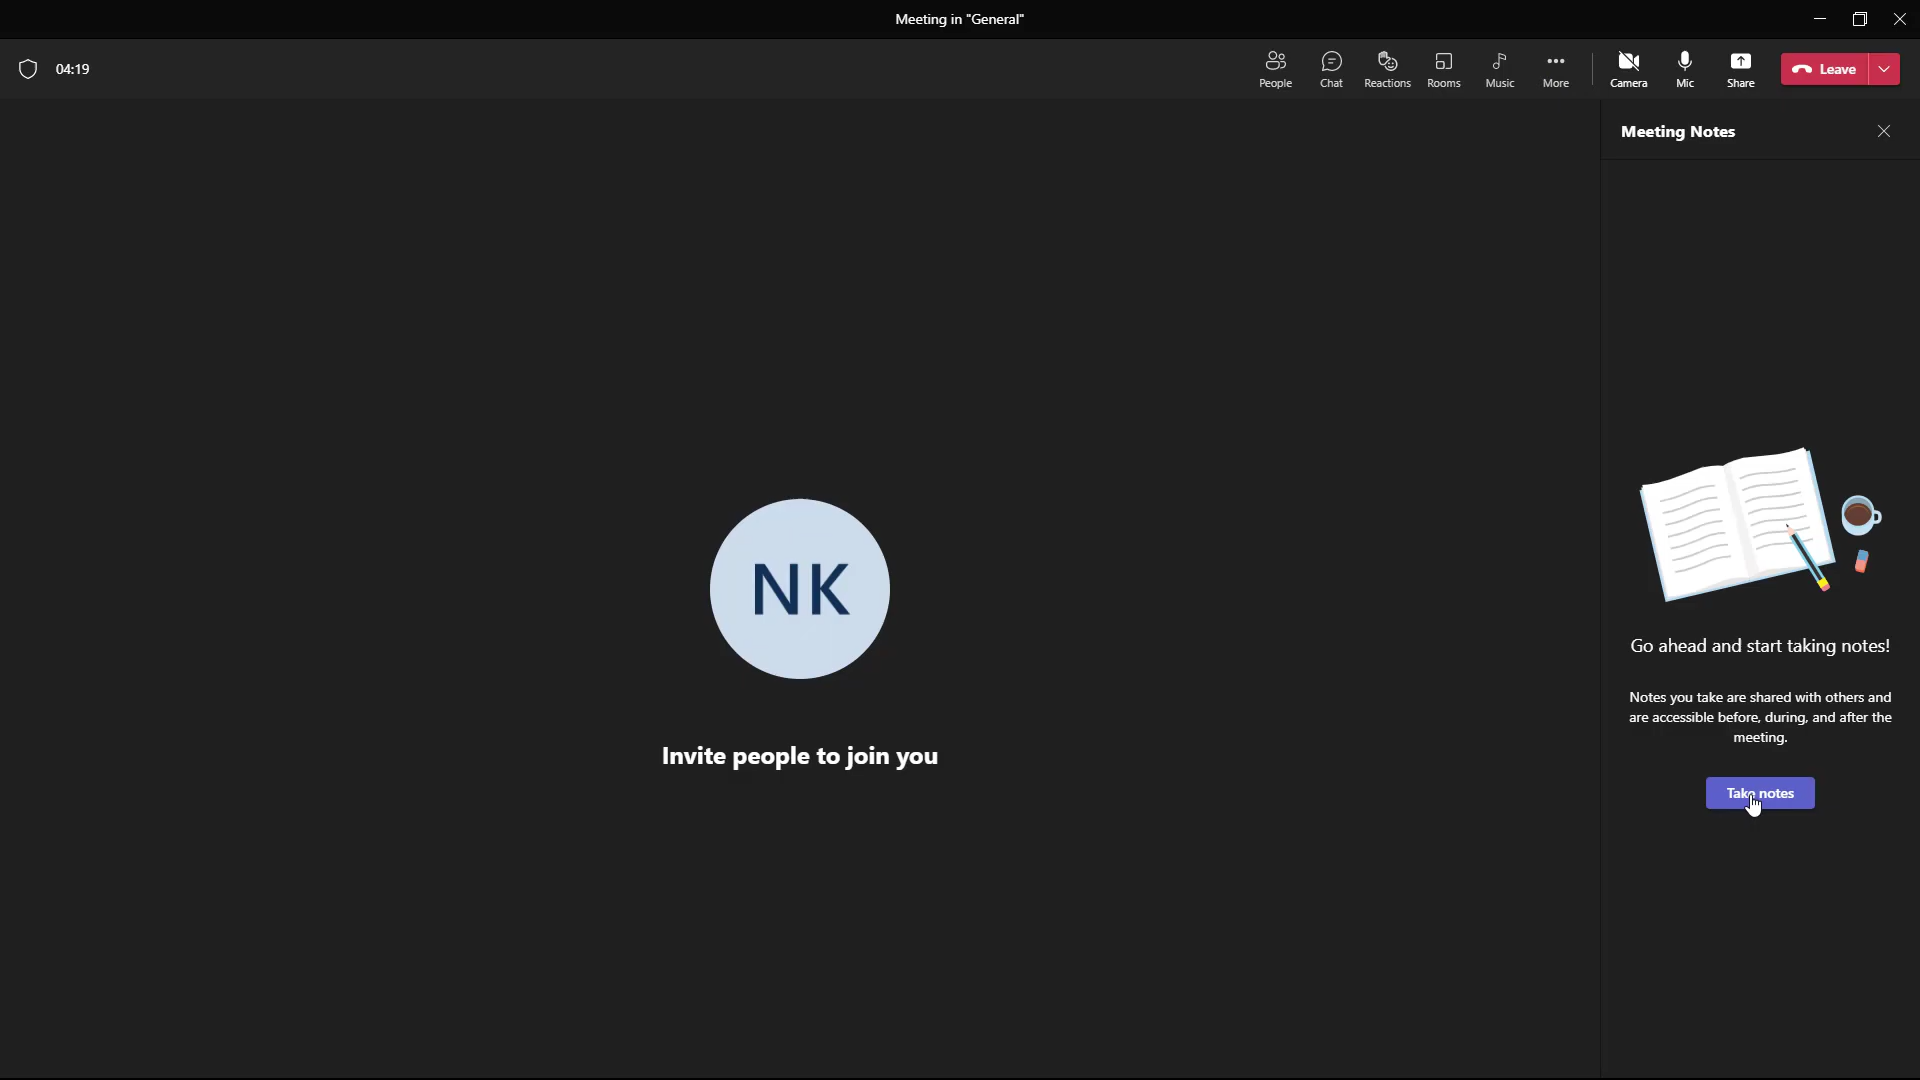 Meeting in "General"
04:19
People
Chat
Reactions
Rooms
Music
More
Camera
Mic
Share
Leave
Meeting Notes
NK
Invite people to join you
Go ahead and start taking notes!
Notes you take are shared with others and
are accessible before, during, and after the
meeting.
Take notes